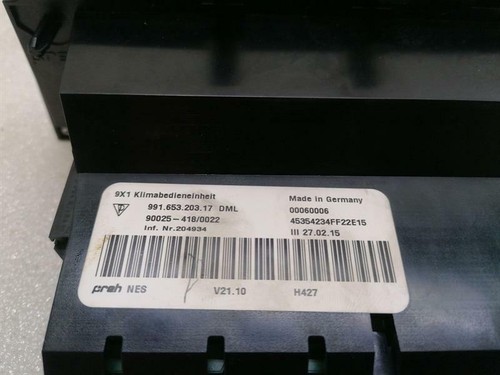 9X1 Klimabedieneinheit Made in Germany
991.653.203.17 DML 00060006
90025-418/0022 45354234FF22E15
Inf. Nr.204934 III 27.02.15
preh NES V21.10 H427